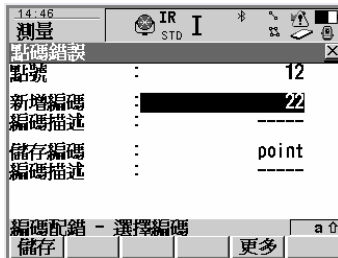 14:46
測量
IR
STD
I
點碼錯誤
點號 : 12
新增編碼 : 22
編碼描述 : -----
儲存編碼 : point
編碼描述 : -----
編碼配錯 - 選擇編碼
a
儲存
更多